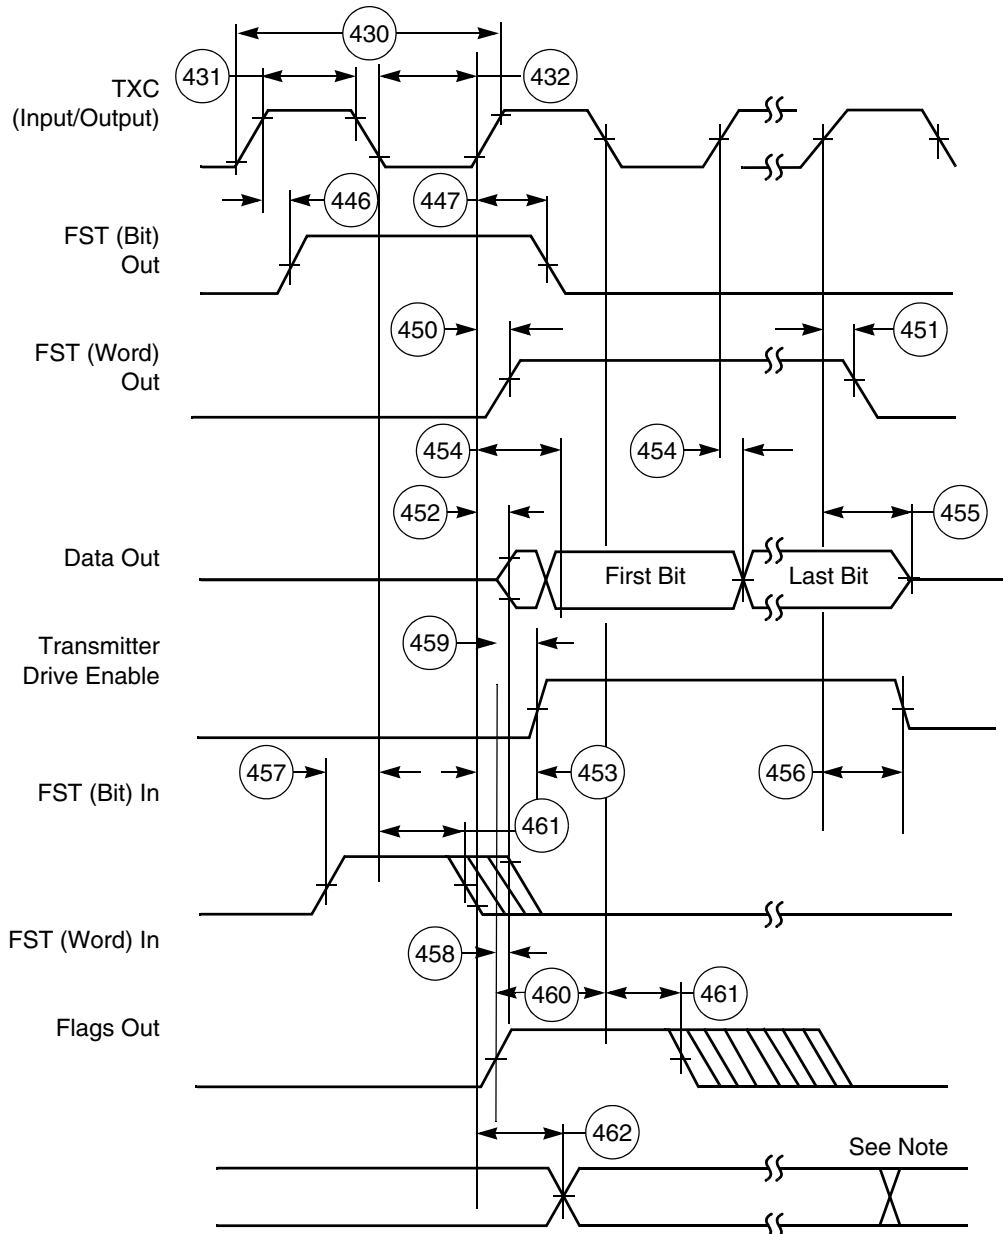 430
431
432
TXC
(Input/Output)
446
447
FST (Bit)
Out
450
451
FST (Word)
Out
454
454
452
455
Data Out
First Bit
Last Bit
459
Transmitter
Drive Enable
457
453
456
FST (Bit) In
461
FST (Word) In
458
460
461
Flags Out
462
See Note